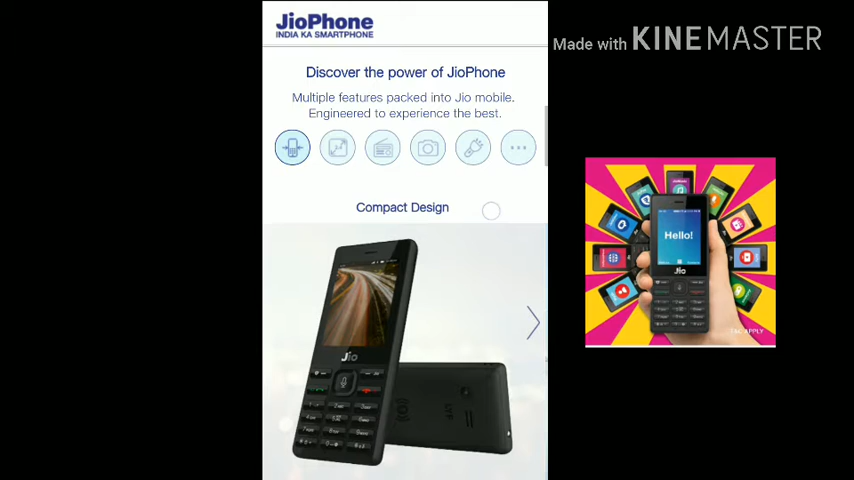 JioPhone
INDIA KA SMARTPHONE
Made with KINEMASTER
Discover the power of JioPhone
Multiple features packed into Jio mobile.
Engineered to experience the best.
Compact Design
Jio
Hello!
Jio
T&C APPLY